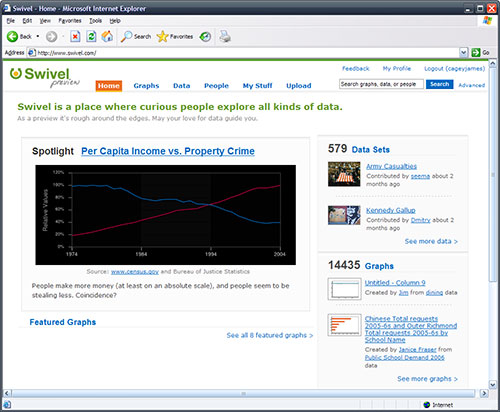 Swivel - Home - Microsoft Internet Explorer
File Edit View Favorites Tools Help
Back Search Favorites
Address http://www.swivel.com/ Go
Feedback My Profile Logout (cageyjames)
Swivel preview
Home Graphs Data People My Stuff Upload
Search graphs, data, or people Search Advanced
Swivel is a place where curious people explore all kinds of data.
As a preview it's rough around the edges. May your love for data guide you.
Spotlight Per Capita Income vs. Property Crime
Relative Values
120%
100%
80%
60%
40%
20%
0%
1974 1984 1994 2004
Source: www.census.gov and Bureau of Justice Statistics
People make more money (at least on an absolute scale), and people seem to be
stealing less. Coincidence?
Featured Graphs
See all 8 featured graphs >
579 Data Sets
Army Casualties
Contributed by seema about 2
months ago
Kennedy Gallup
Contributed by Dmitry about 2
months ago
See more data >
14435 Graphs
Untitled - Column 9
Created by Jim from dining data
Chinese Total requests
2005-6s and Outer Richmond
Total requests 2005-6s by
School Name
Created by Janice Fraser from
Public School Demand 2006
data
See more graphs >
Internet